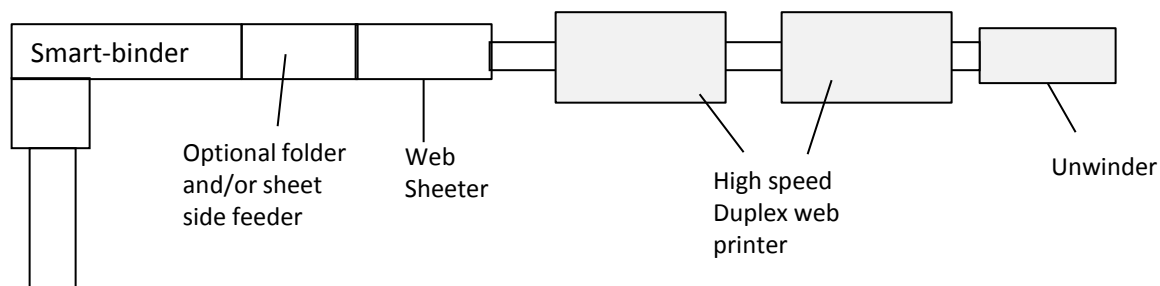 Smart-binder
Optional folder
and/or sheet
side feeder
Web
Sheeter
High speed
Duplex web
printer
Unwinder